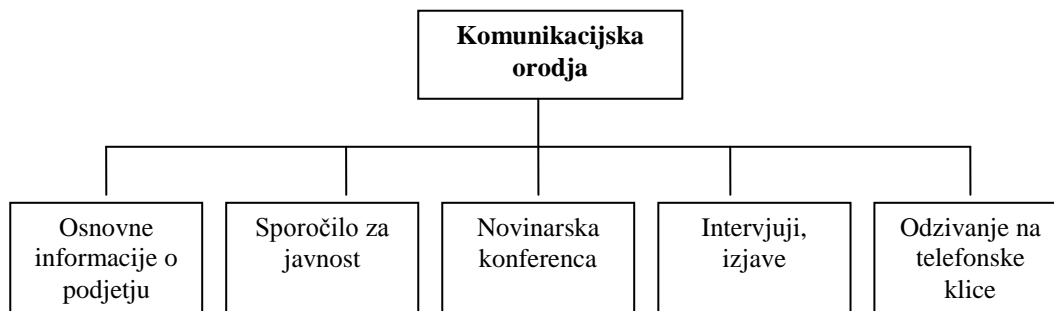 Komunikacijska
orodja
Osnovne
informacije o
podjetju
Sporočilo za
javnost
Novinarska
konferenca
Intervjuji,
izjave
Odzivanje na
telefonske
klice